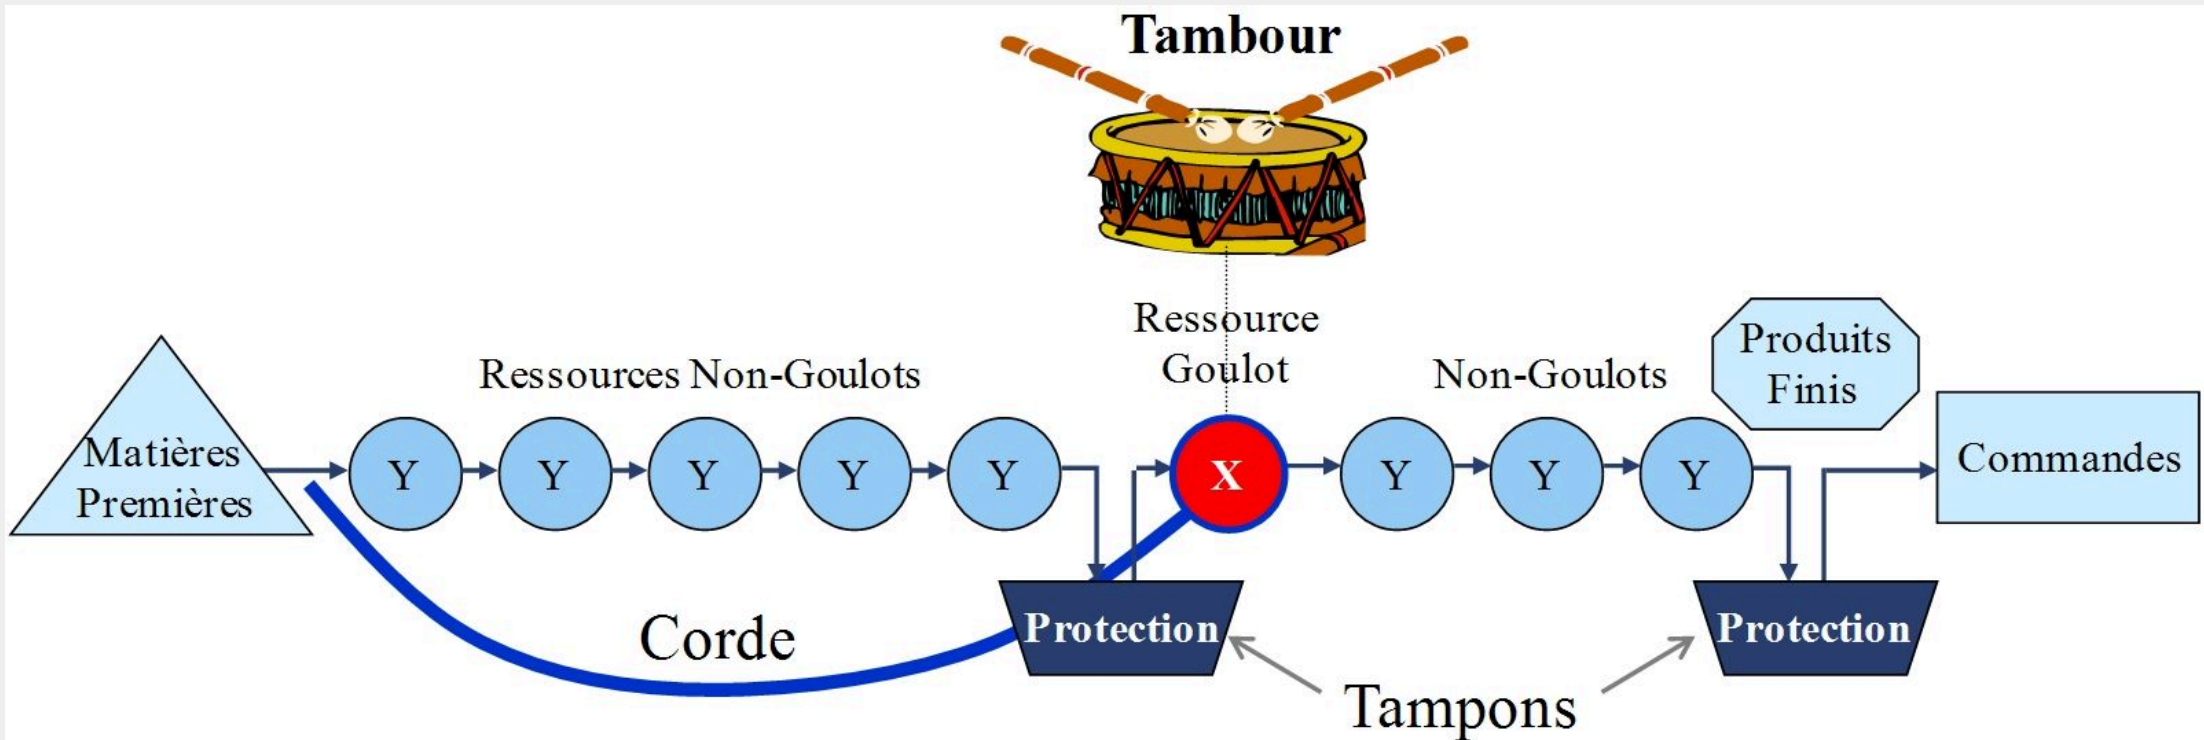 Tambour
Ressource
Goulot
Ressources Non-Goulots
Non-Goulots
Produits
Finis
Matières
Premières
Y
Y
Y
Y
Y
X
Y
Y
Y
Commandes
Corde
Protection
Protection
Tampons